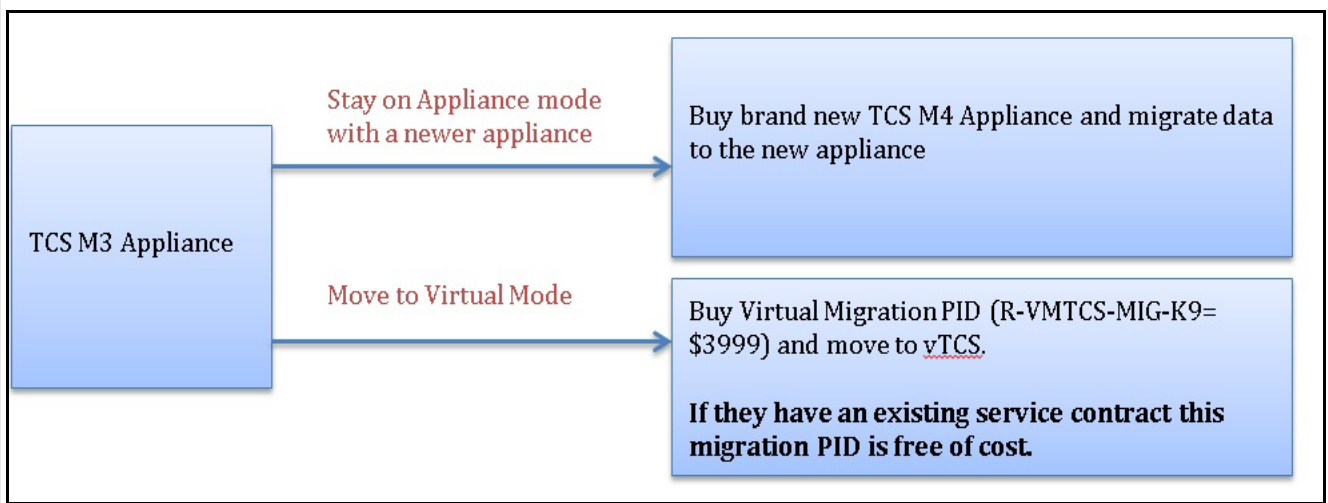 TCS M3 Appliance
Stay on Appliance mode
with a newer appliance
Buy brand new TCS M4 Appliance and migrate data
to the new appliance
Move to Virtual Mode
Buy Virtual Migration PID (R-VMTCS-MIG-K9=
$3999) and move to vTCS.
If they have an existing service contract this
migration PID is free of cost.